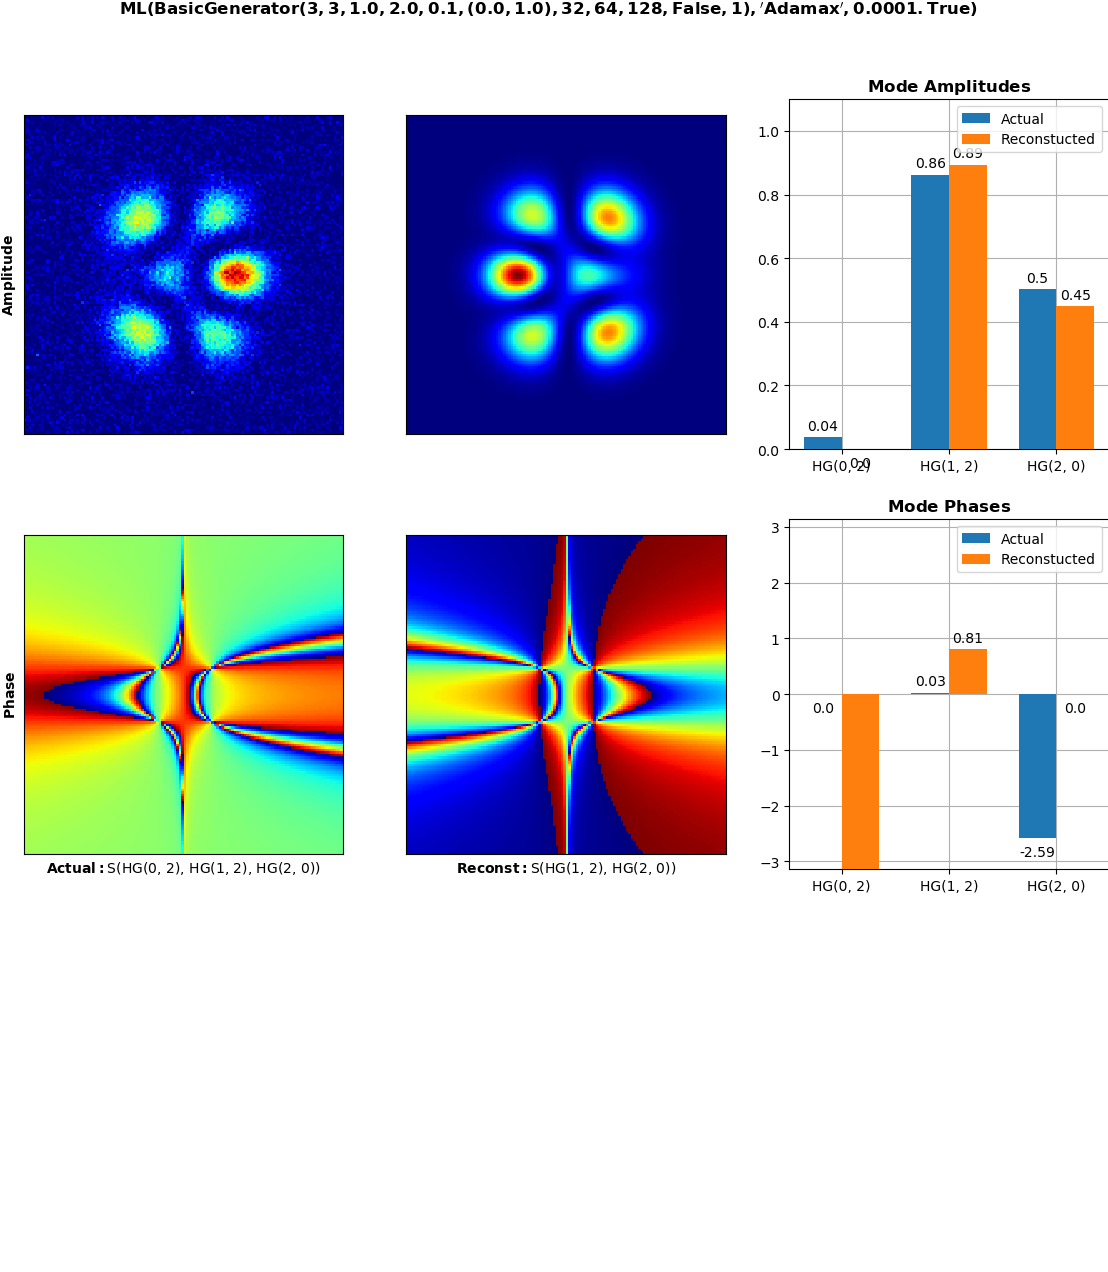 ML(BasicGenerator(3, 3, 1.0, 2.0, 0.1, (0.0, 1.0), 32, 64, 128, False, 1), ′Adamax′, 0.0001. True)
Mode Amplitudes
Amplitude
Actual
Reconstucted
1.0
0.8
0.6
0.4
0.2
0.0
0.04
0.0
0.86
0.89
0.5
0.45
HG(0, 2)
HG(1, 2)
HG(2, 0)
Mode Phases
Phase
Actual
Reconstucted
3
2
1
0
−1
−2
−3
0.0
0.03
0.81
-2.59
0.0
HG(0, 2)
HG(1, 2)
HG(2, 0)
Actual: S(HG(0, 2), HG(1, 2), HG(2, 0))
Reconst: S(HG(1, 2), HG(2, 0))